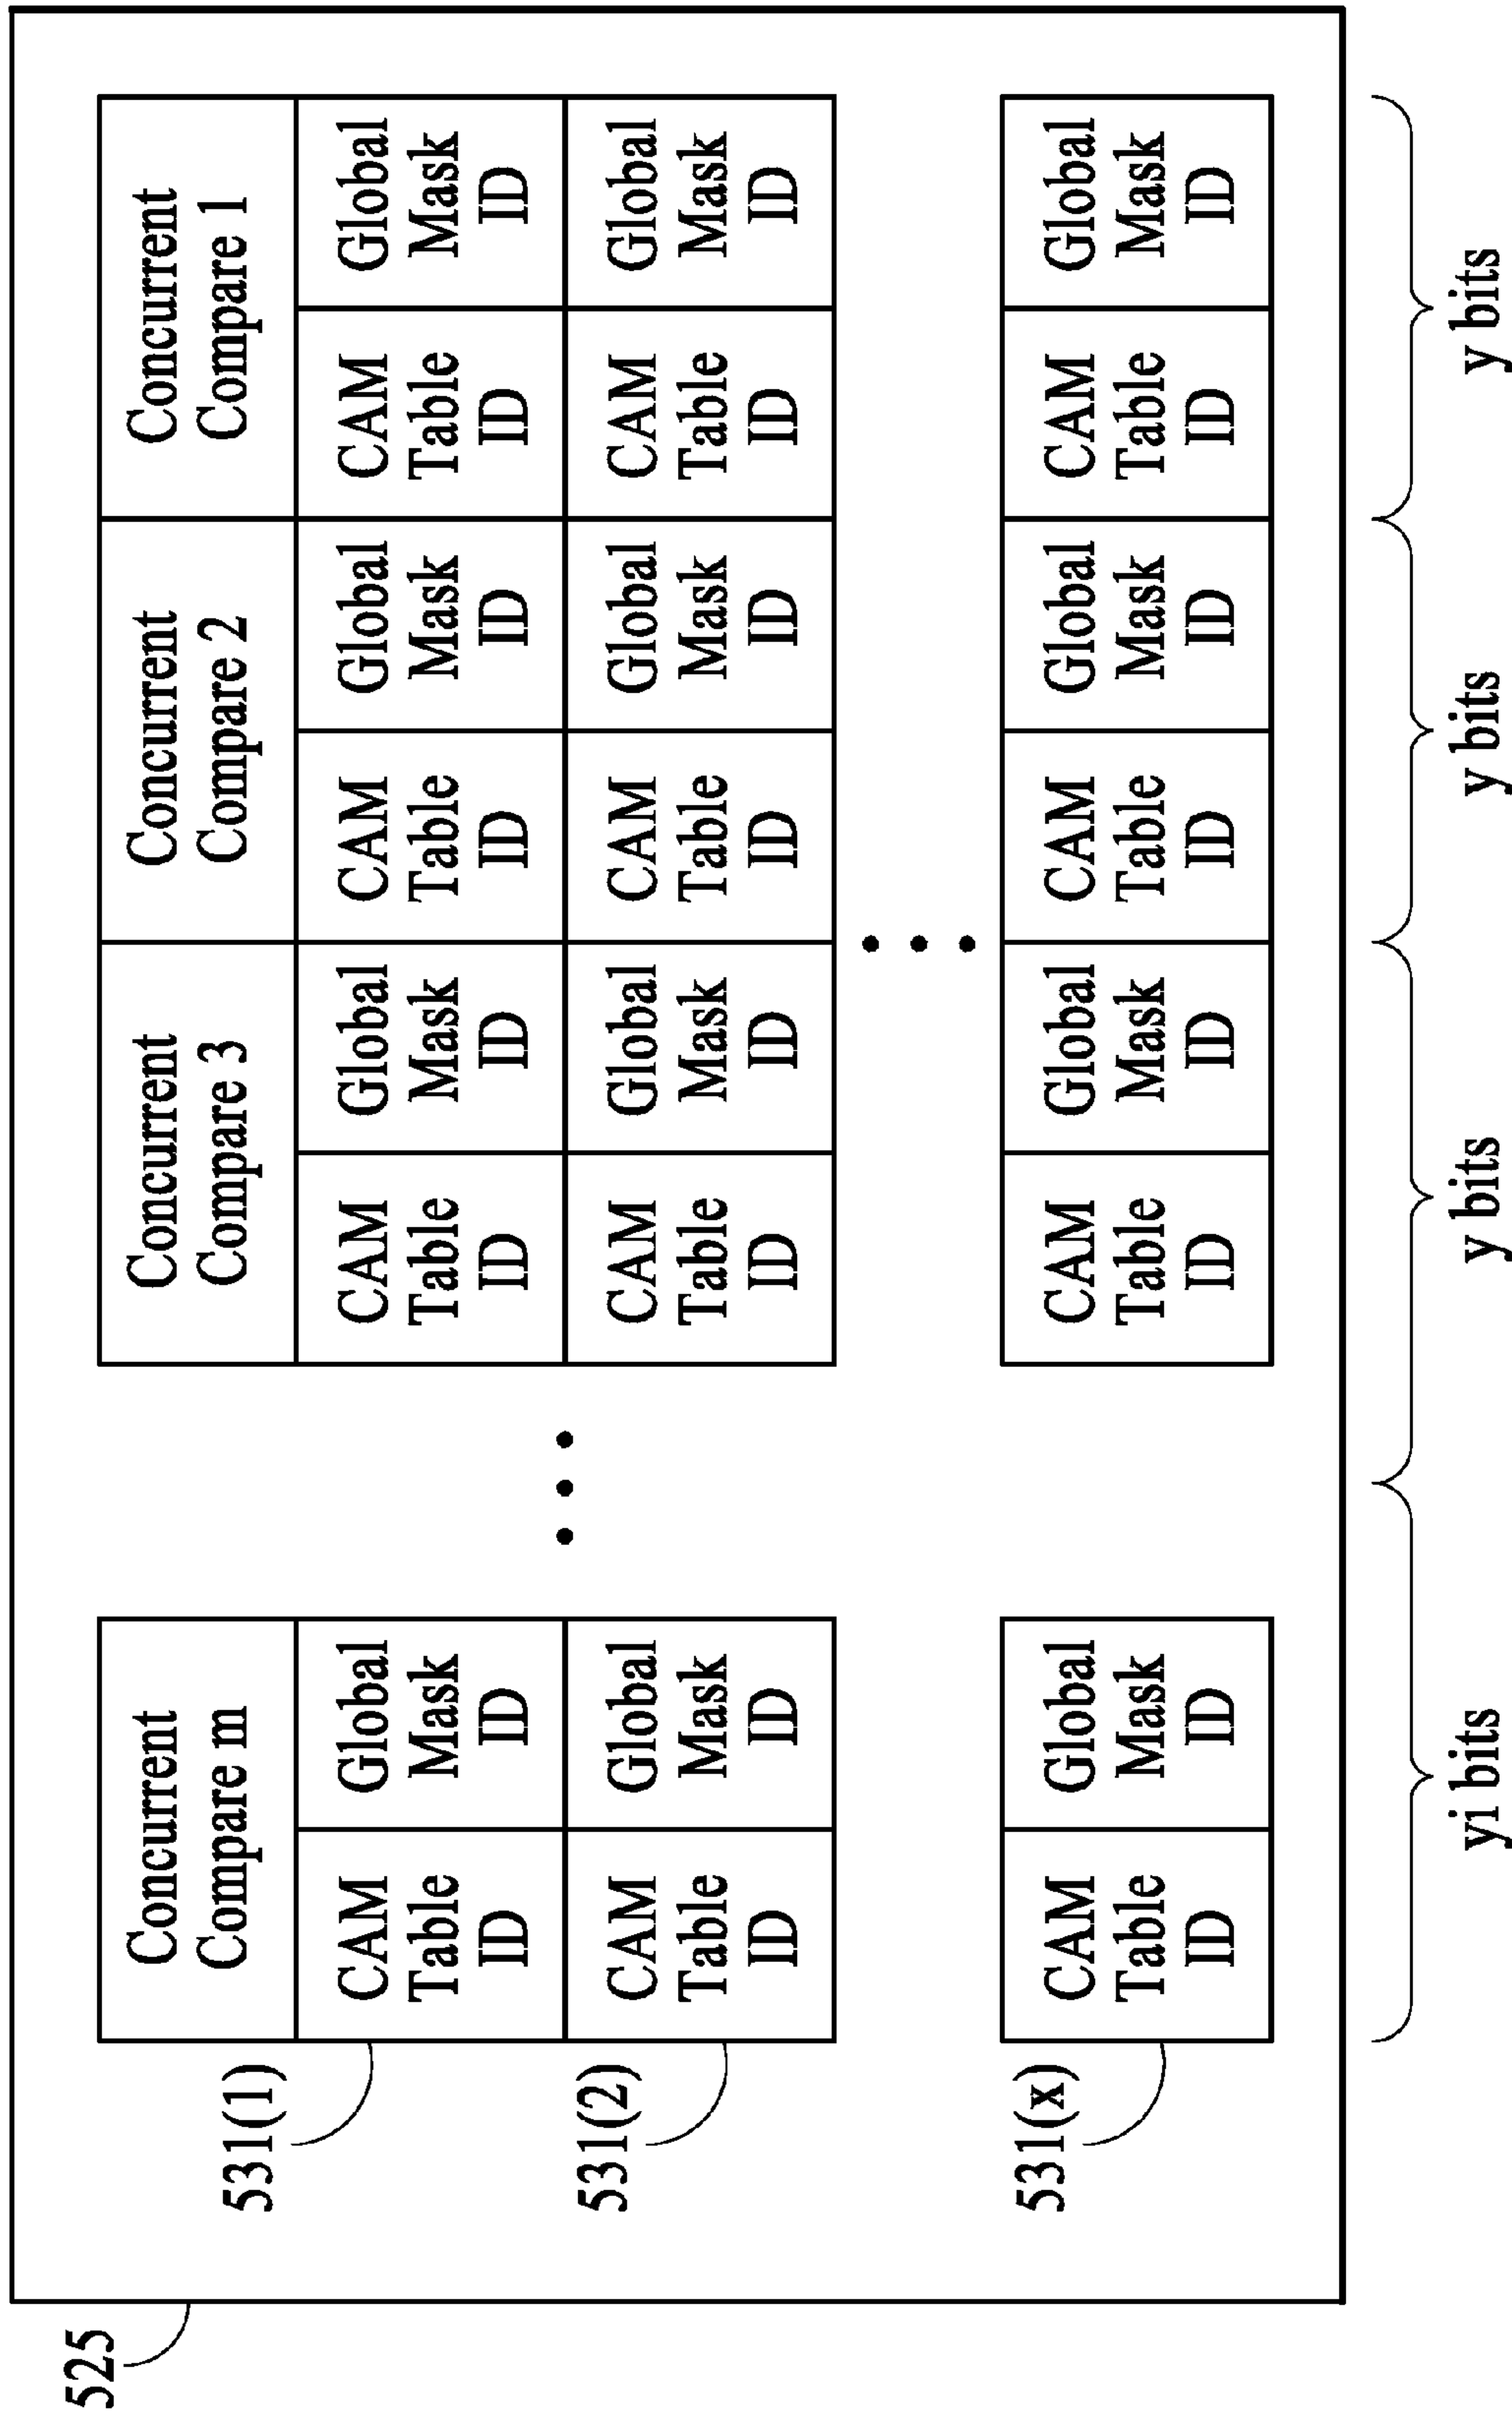 525
Concurrent
Compare m
Concurrent
Compare 3
Concurrent
Compare 2
Concurrent
Compare 1
531(1)
CAM
Table
ID
Global
Mask
ID
CAM
Table
ID
Global
Mask
ID
CAM
Table
ID
Global
Mask
ID
CAM
Table
ID
Global
Mask
ID
531(2)
CAM
Table
ID
Global
Mask
ID
CAM
Table
ID
Global
Mask
ID
CAM
Table
ID
Global
Mask
ID
CAM
Table
ID
Global
Mask
ID
531(x)
CAM
Table
ID
Global
Mask
ID
CAM
Table
ID
Global
Mask
ID
CAM
Table
ID
Global
Mask
ID
CAM
Table
ID
Global
Mask
ID
yi bits
y bits
y bits
y bits